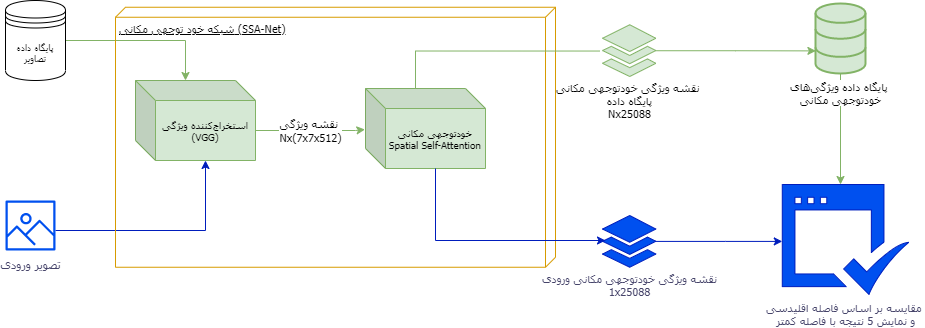 شبکه خود توجهی مکانی (SSA-Net)
پایگاه داده
تصاویر
استخراج‌کننده ویژگی
(VGG)
نقشه ویژگی
Nx(7x7x512)
خودتوجهی مکانی
Spatial Self-Attention
نقشه ویژگی خودتوجهی مکانی
پایگاه داده
Nx25088
پایگاه داده ویژگی‌های
خودتوجهی مکانی
تصویر ورودی
نقشه ویژگی خودتوجهی مکانی ورودی
1x25088
مقایسه بر اساس فاصله اقلیدسی
و نمایش 5 نتیجه با فاصله کمتر